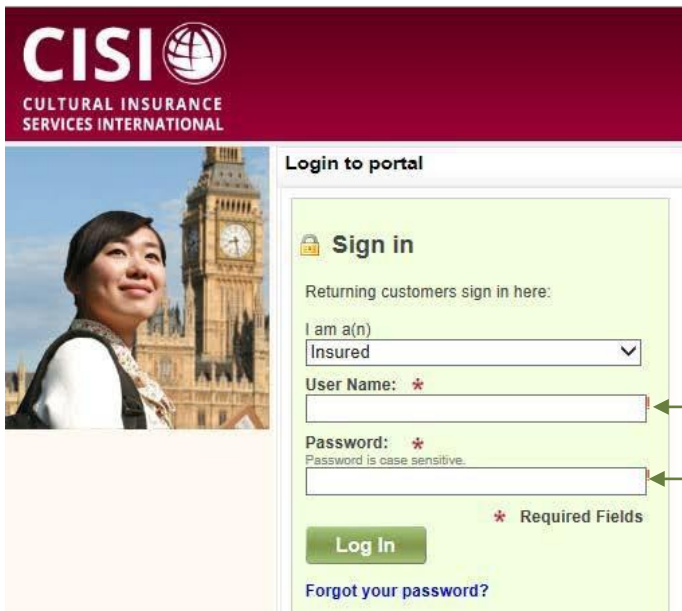 CISI
CULTURAL INSURANCE
SERVICES INTERNATIONAL
Login to portal
Sign in
Returning customers sign in here:
I am a(n)
Insured
User Name: *
!
Password: *
Password is case sensitive.
!
* Required Fields
Log In
Forgot your password?